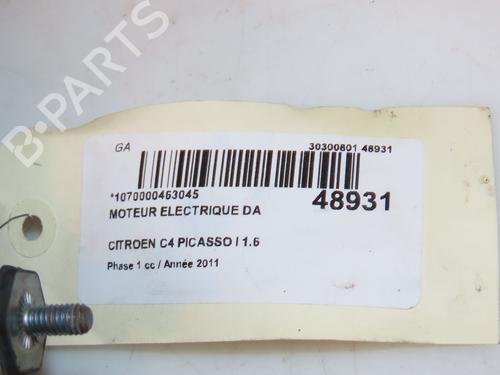 B-PARTS
GA
30300801 48931
*1070000463045
48931
MOTEUR ELECTRIQUE DA
CITROEN C4 PICASSO I 1.6
Phase 1 cc / Année 2011